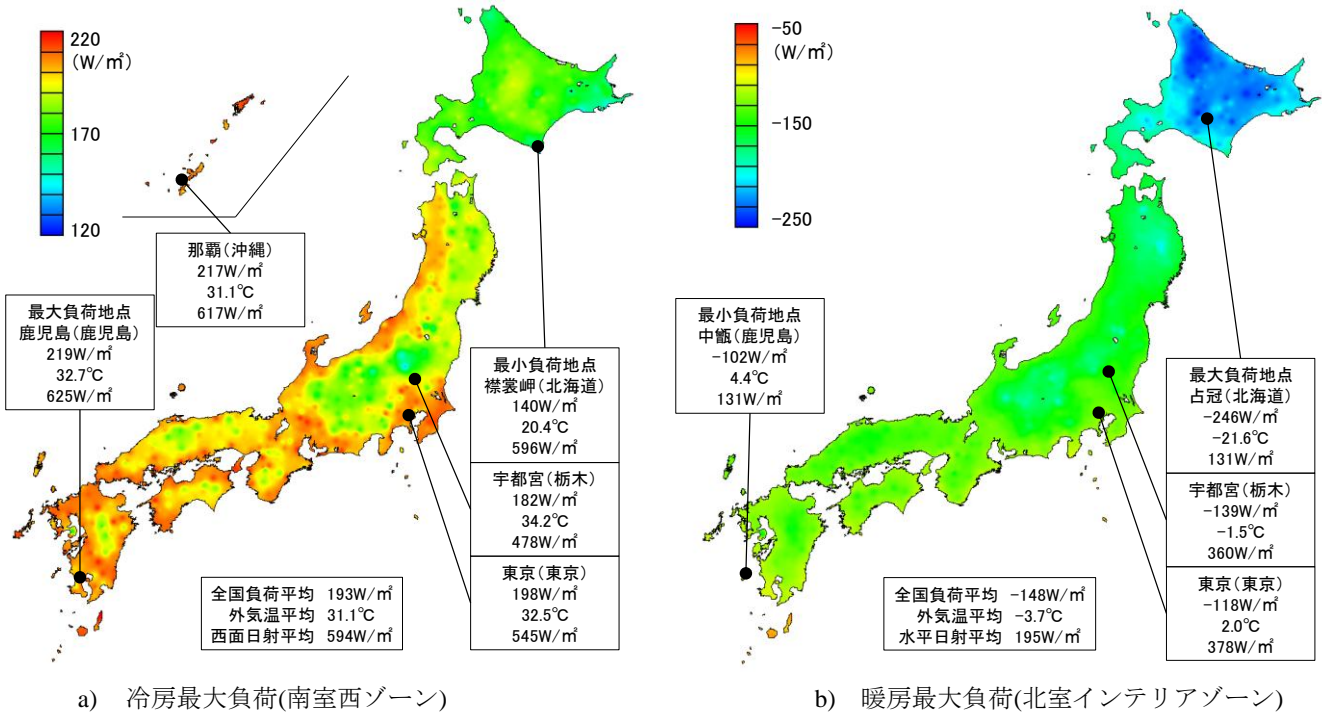 220
(W/㎡)
170
120
那覇(沖縄)
217W/㎡
31.1℃
617W/㎡
最大負荷地点
鹿児島(鹿児島)
219W/㎡
32.7℃
625W/㎡
最小負荷地点
襟裳岬(北海道)
140W/㎡
20.4℃
596W/㎡
宇都宮(栃木)
182W/㎡
34.2℃
478W/㎡
東京(東京)
198W/㎡
32.5℃
545W/㎡
全国負荷平均 193W/㎡
外気温平均 31.1℃
西面日射平均 594W/㎡
a) 冷房最大負荷(南室西ゾーン)
-50
(W/㎡)
-150
-250
最小負荷地点
中甑(鹿児島)
-102W/㎡
4.4℃
131W/㎡
最大負荷地点
占冠(北海道)
-246W/㎡
-21.6℃
131W/㎡
宇都宮(栃木)
-139W/㎡
-1.5℃
360W/㎡
東京(東京)
-118W/㎡
2.0℃
378W/㎡
全国負荷平均 -148W/㎡
外気温平均 -3.7℃
水平日射平均 195W/㎡
b) 暖房最大負荷(北室インテリアゾーン)